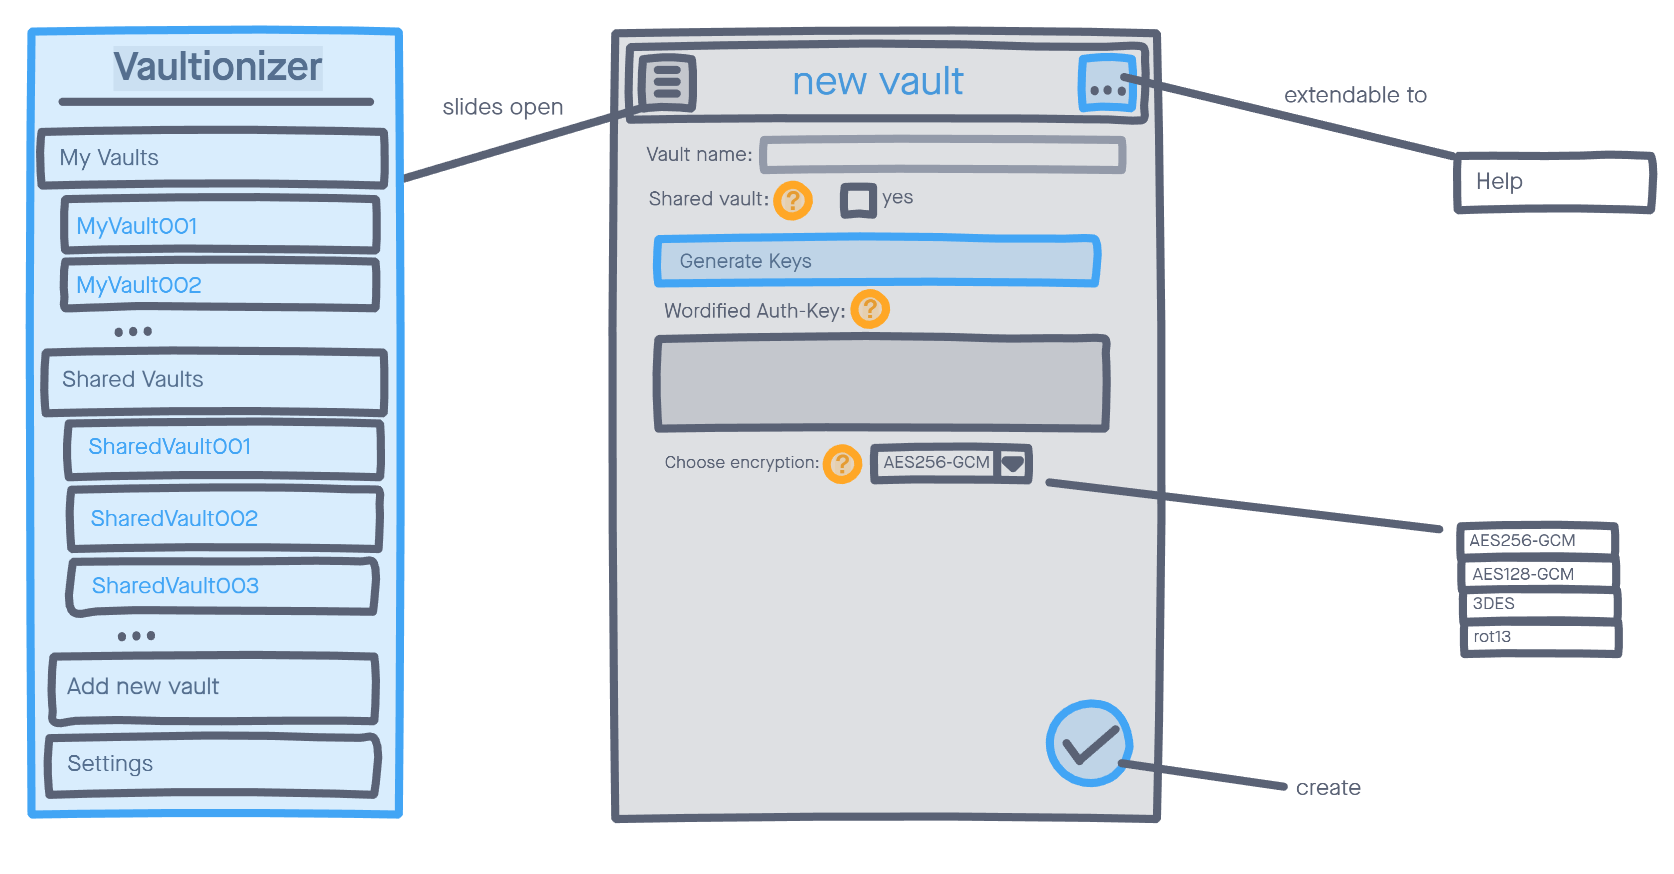 Vaultionizer
My Vaults
MyVault001
MyVault002
...
Shared Vaults
SharedVault001
SharedVault002
SharedVault003
...
Add new vault
Settings
slides open
new vault
...
Vault name:
Shared vault: ? yes
Generate Keys
Wordified Auth-Key: ?
Choose encryption: ? AES256-GCM
extendable to
Help
AES256-GCM
AES128-GCM
3DES
rot13
create